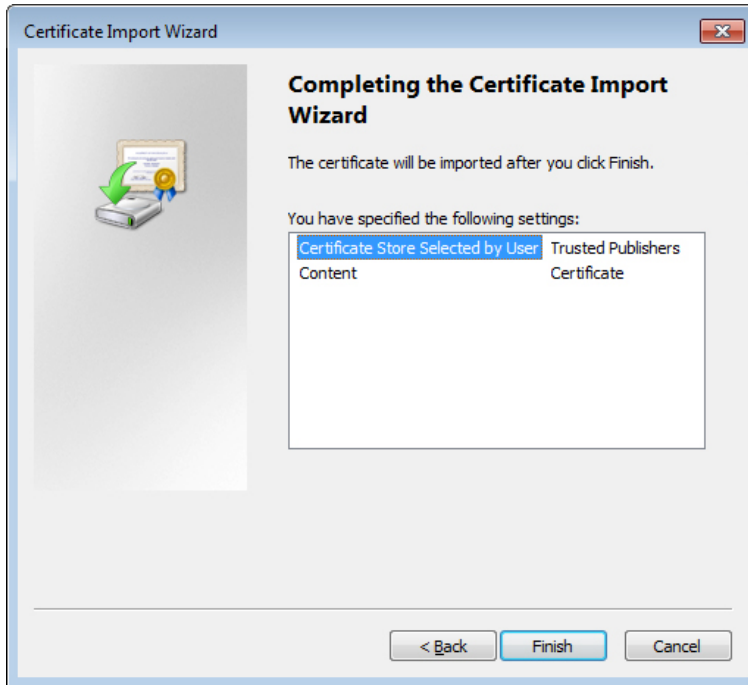 Certificate Import Wizard
Completing the Certificate Import
Wizard
The certificate will be imported after you click Finish.
You have specified the following settings:
Certificate Store Selected by User Trusted Publishers
Content Certificate
< Back Finish Cancel